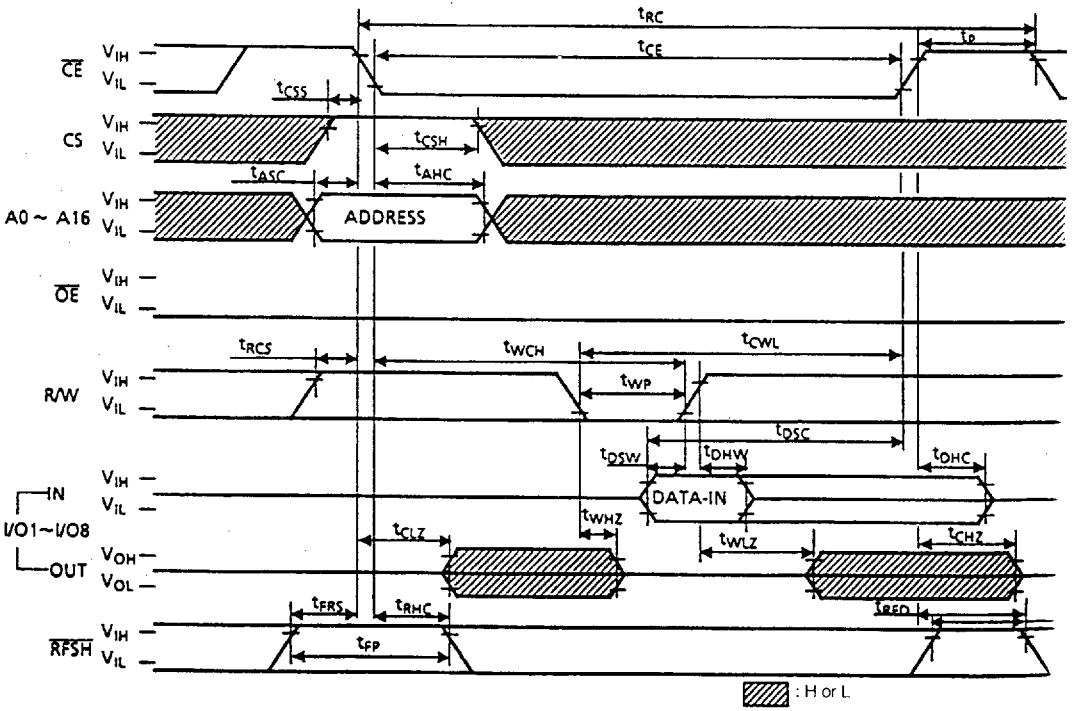 tRC
tP
tCE
CE VIH
VIL
tCSS
CS VIH
VIL
tCSH
tASC
tAHC
A0 ~ A16 VIH
VIL
ADDRESS
OE VIH
VIL
tRCS
tWCH
tCWL
R/W VIH
VIL
tWP
tDSC
tDSW
tDHW
tDHC
IN VIH
VIL
DATA-IN
I/O1~I/O8
tCLZ
tWHZ
tWLZ
tCHZ
OUT VOH
VOL
tFRS
tRHC
tRFD
RFSH VIH
VIL
tFP
: H or L